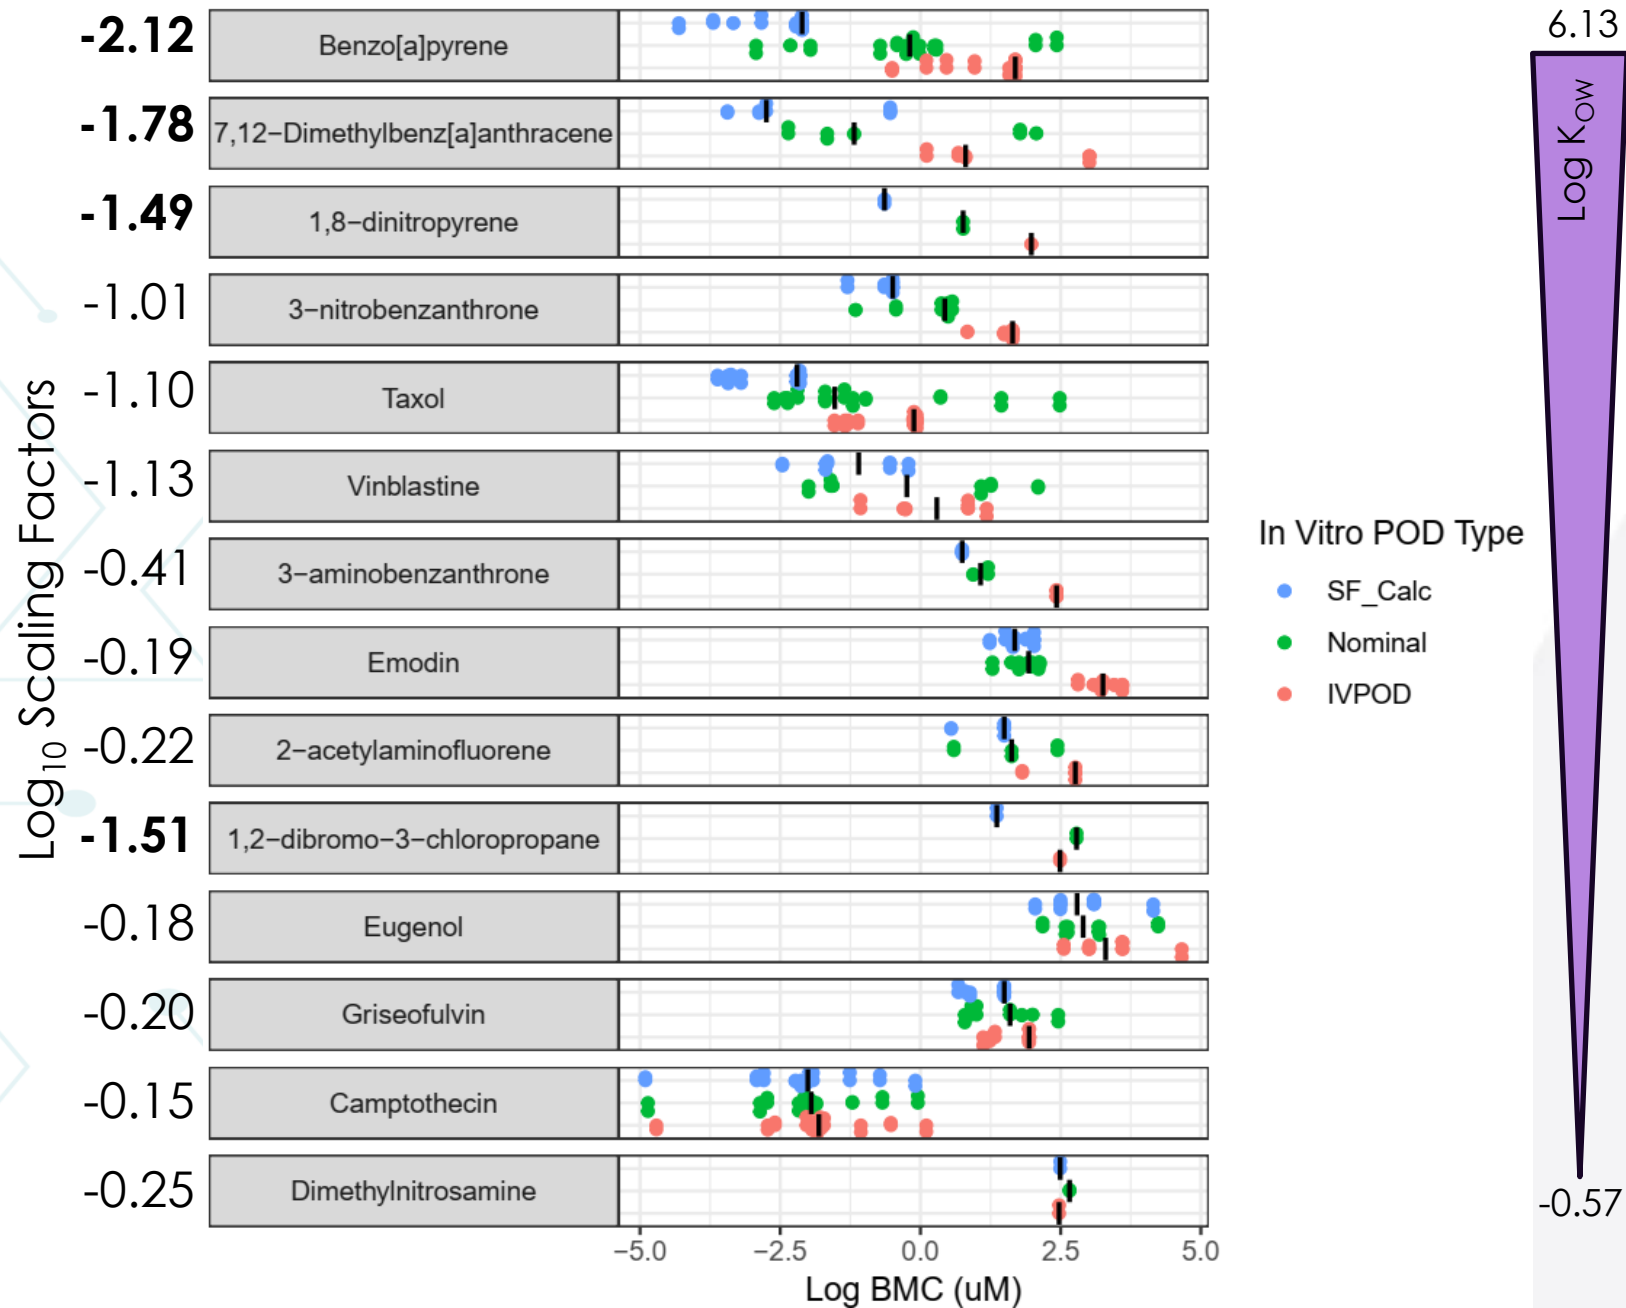 6.13
Log KOW
-0.57
Log10 Scaling Factors
-2.12 Benzo[a]pyrene
-1.78 7,12−Dimethylbenz[a]anthracene
-1.49 1,8−dinitropyrene
-1.01 3−nitrobenzanthrone
-1.10 Taxol
-1.13 Vinblastine
-0.41 3−aminobenzanthrone
-0.19 Emodin
-0.22 2−acetylaminofluorene
-1.51 1,2−dibromo−3−chloropropane
-0.18 Eugenol
-0.20 Griseofulvin
-0.15 Camptothecin
-0.25 Dimethylnitrosamine
−5.0 −2.5 0.0 2.5 5.0
Log BMC (uM)
In Vitro POD Type
SF_Calc
Nominal
IVPOD